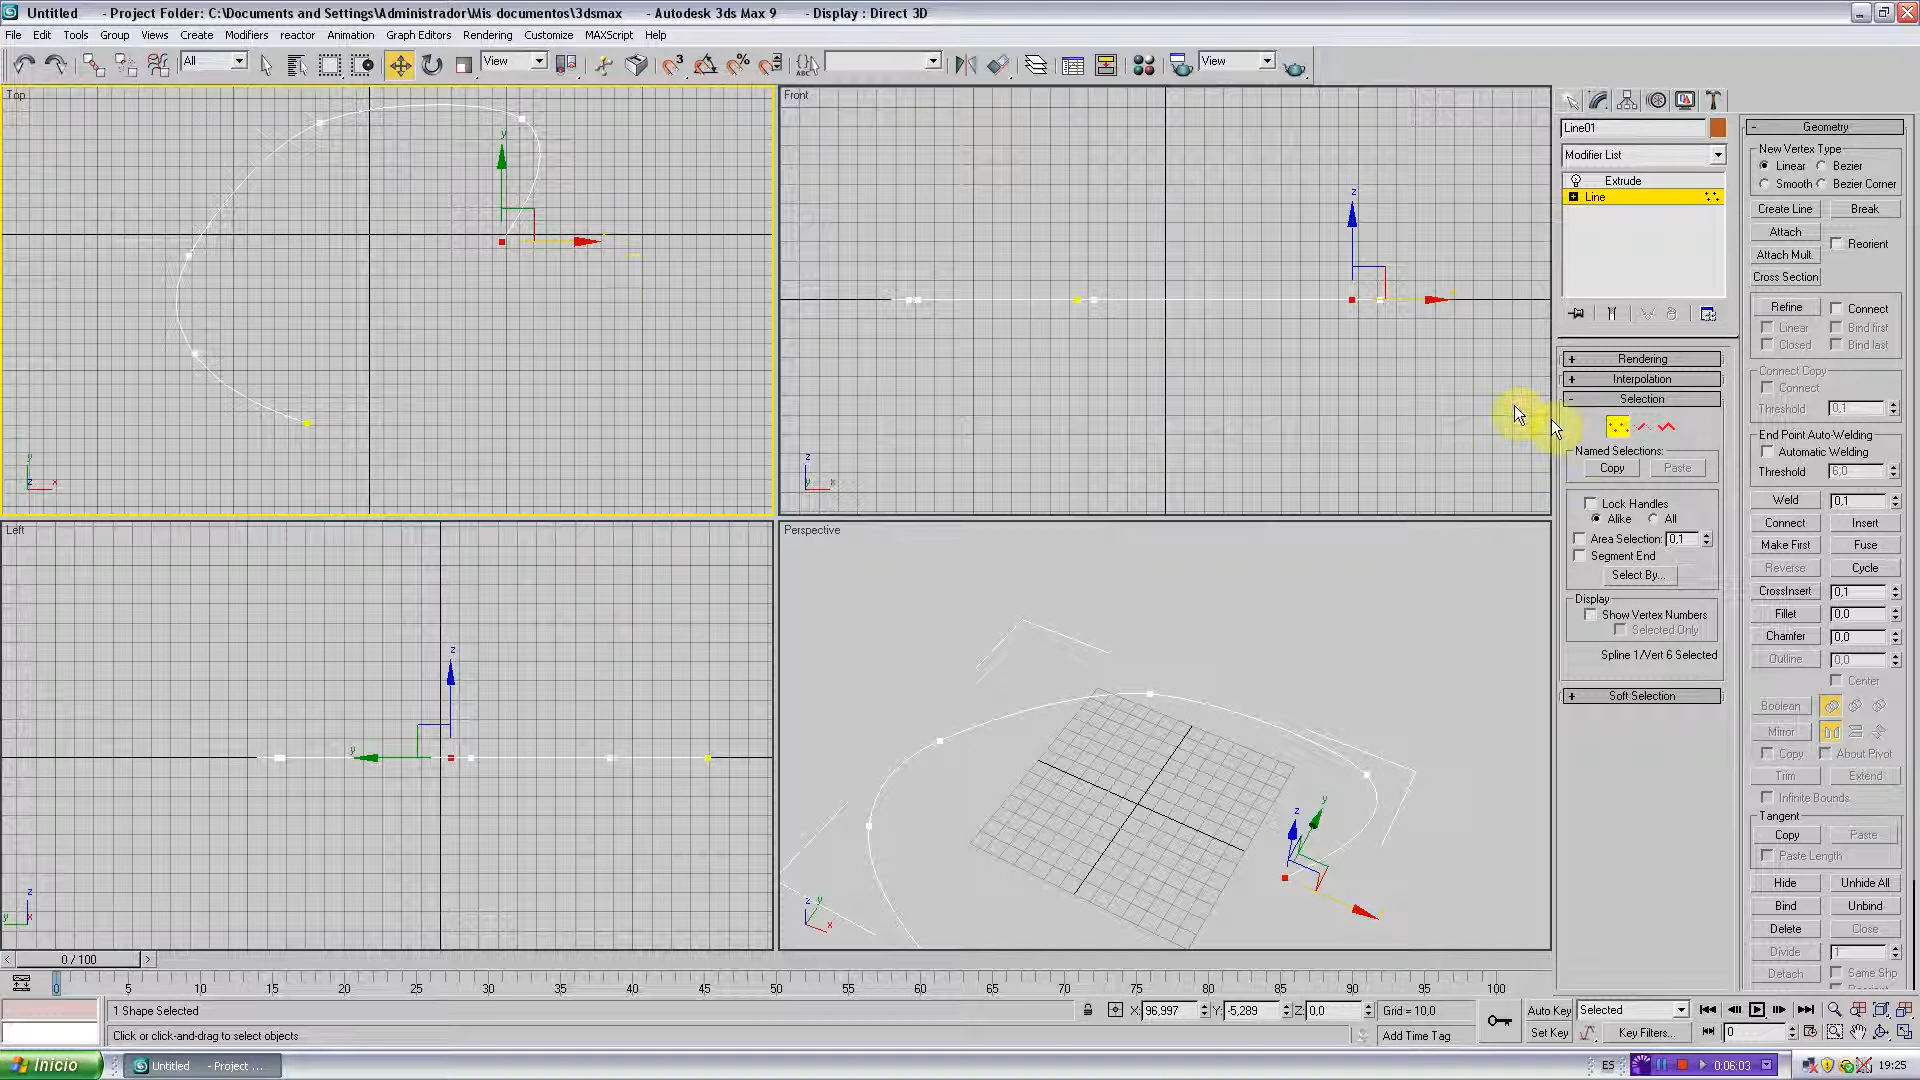 Untitled - Project Folder: C:\Documents and Settings\Administrador\Mis documentos\3dsmax - Autodesk 3ds Max 9 - Display : Direct 3D
File Edit Tools Group Views Create Modifiers reactor Animation Graph Editors Rendering Customize MAXScript Help
All View View
Top
Front
Left
Perspective
Line01
Modifier List
Extrude
Line
Rendering
Interpolation
Selection
Named Selections:
Copy Paste
Lock Handles
Alike All
Area Selection: 0,1
Segment End
Select By...
Display
Show Vertex Numbers
Selected Only
Spline 1/Vert 6 Selected
Soft Selection
Geometry
New Vertex Type
Linear Bezier
Smooth Bezier Corner
Create Line Break
Attach
Reorient
Attach Mult.
Cross Section
Refine Connect
Linear Bind first
Closed Bind last
Connect Copy
Connect
Threshold 0,1
End Point Auto-Welding
Automatic Welding
Threshold 6,0
Weld 0,1
Connect Insert
Make First Fuse
Reverse Cycle
CrossInsert 0,1
Fillet 0,0
Chamfer 0,0
Outline 0,0
Center
Boolean
Mirror
Copy About Pivot
Trim Extend
Infinite Bounds
Tangent
Copy Paste
Paste Length
Hide Unhide All
Bind Unbind
Delete Close
Divide 1
Detach Same Shp
0 / 100
0 5 10 15 20 25 30 35 40 45 50 55 60 65 70 75 80 85 90 95 100
1 Shape Selected X: 96,997 Y: -5,289 Z: 0,0 Grid = 10,0 Auto Key Selected
Click or click-and-drag to select objects Add Time Tag Set Key Key Filters... 0
Inicio Untitled - Project ... ES 0:06:03 19:25